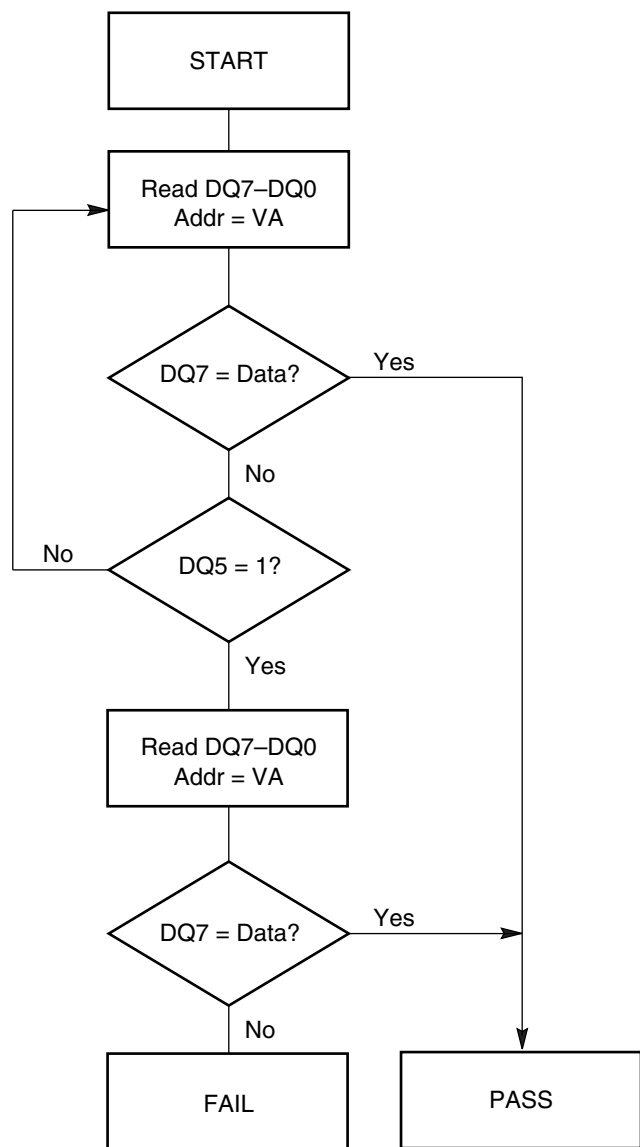 START
Read DQ7–DQ0
Addr = VA
DQ7 = Data?
Yes
No
No
DQ5 = 1?
Yes
Read DQ7–DQ0
Addr = VA
DQ7 = Data?
Yes
No
FAIL
PASS